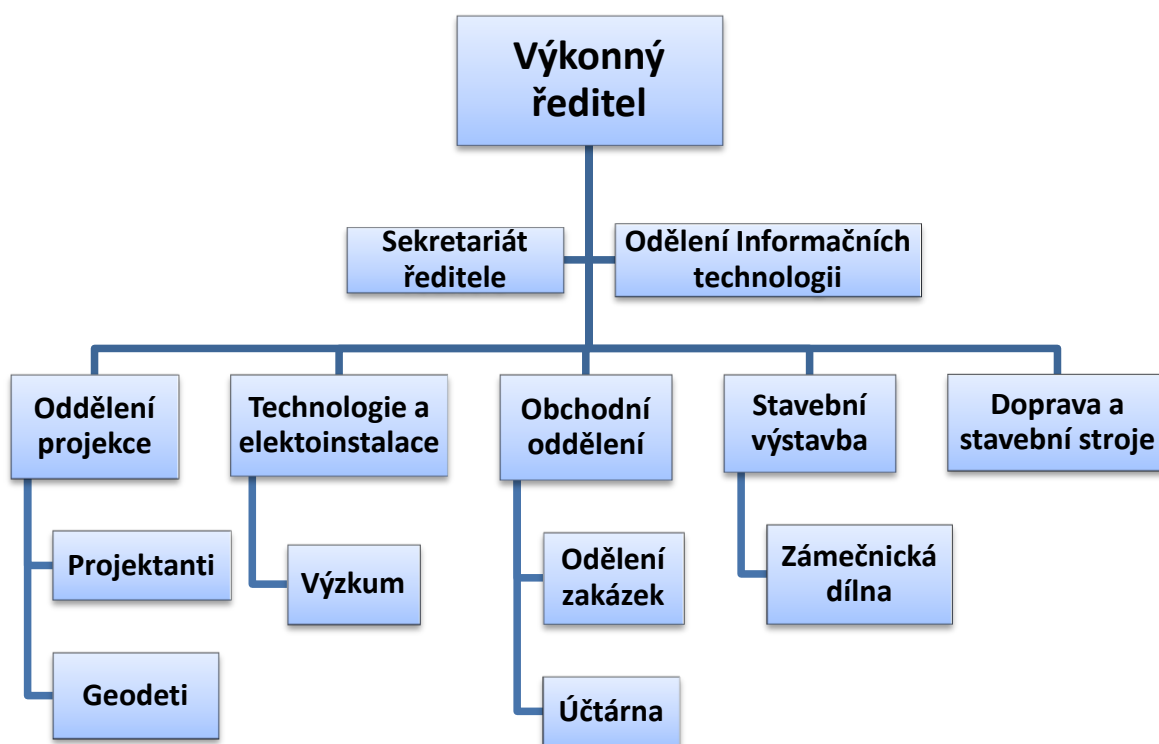 Výkonný
ředitel
Sekretariát
ředitele
Odělení Informačních
technologii
Oddělení
projekce
Technologie a
elektoinstalace
Obchodní
oddělení
Stavební
výstavba
Doprava a
stavební stroje
Projektanti
Výzkum
Odělení
zakázek
Zámečnická
dílna
Geodeti
Účtárna